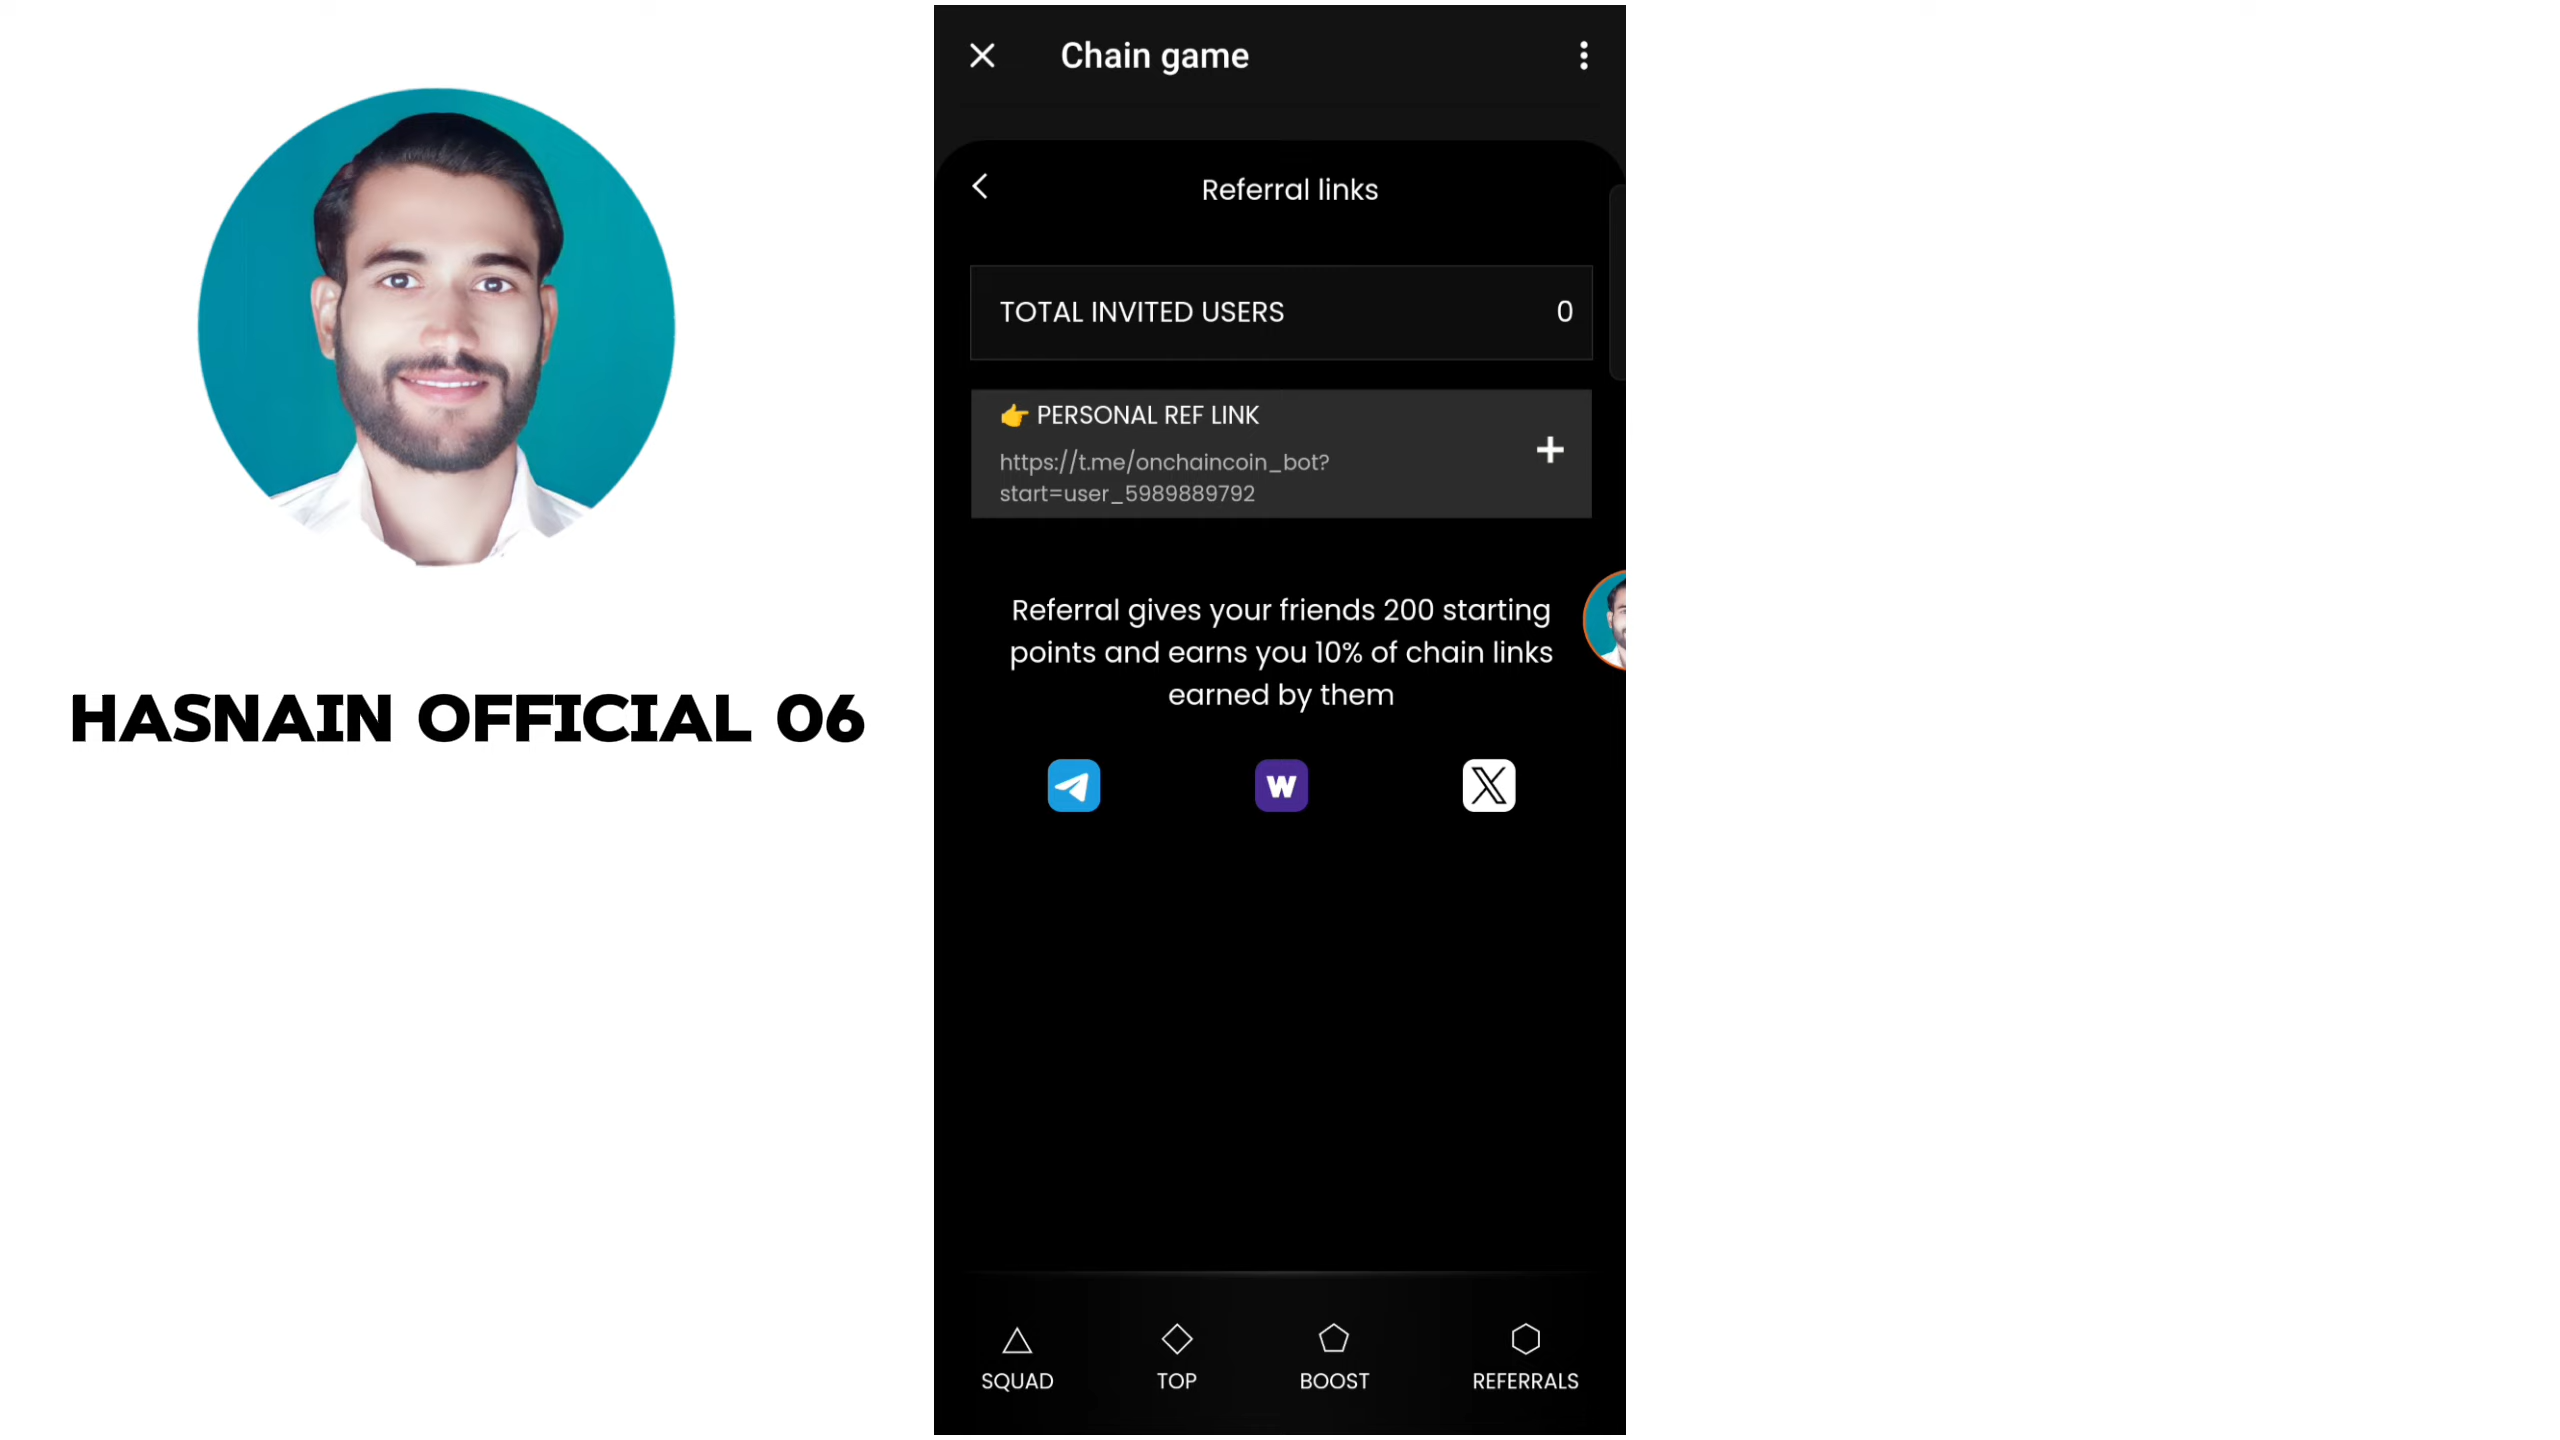 HASNAIN OFFICIAL 06
Chain game
Referral links
TOTAL INVITED USERS 0
👉 PERSONAL REF LINK
https://t.me/onchaincoin_bot?
start=user_5989889792
Referral gives your friends 200 starting
points and earns you 10% of chain links
earned by them
W
X
SQUAD TOP BOOST REFERRALS